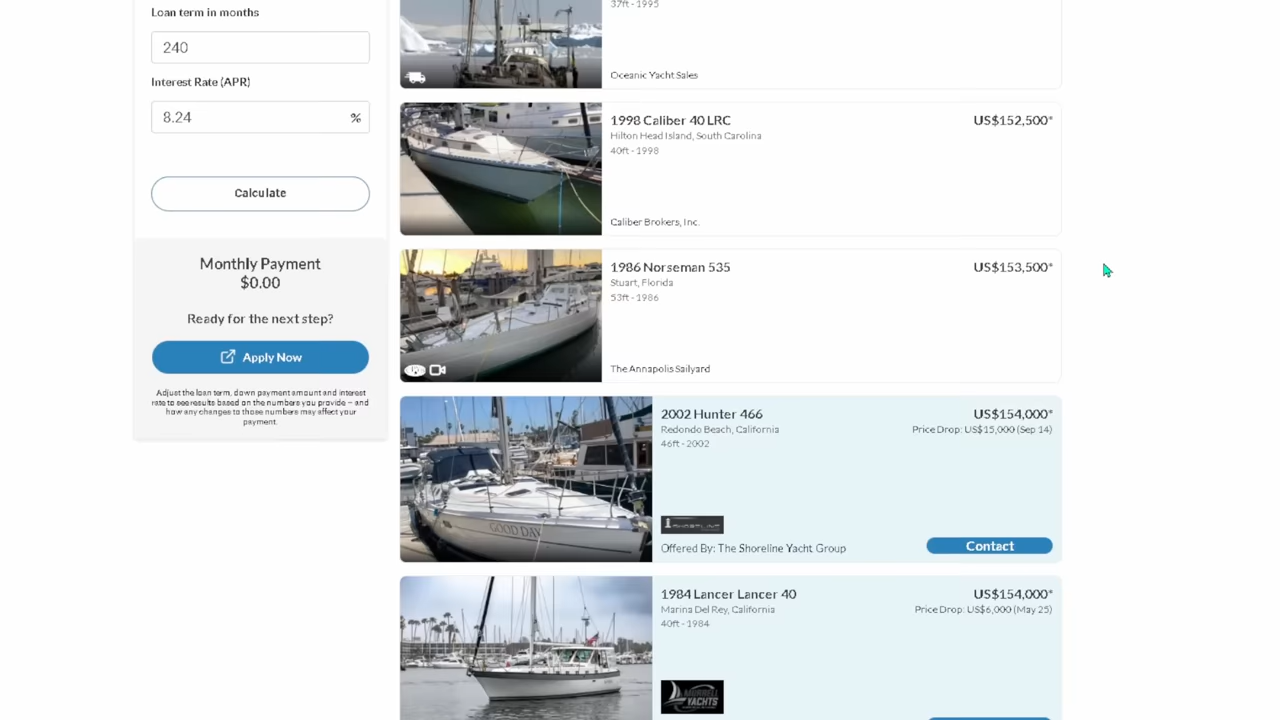 Loan term in months
240
Interest Rate (APR)
8.24 %
Calculate
Monthly Payment
$0.00
Ready for the next step?
Apply Now
Adjust the loan term, down payment amount and interest
rate to see results based on the numbers you provide – and
how any changes to those numbers may affect your
payment.
37ft - 1995
Oceanic Yacht Sales
1998 Caliber 40 LRC
US$152,500*
Hilton Head Island, South Carolina
40ft - 1998
Caliber Brokers, Inc.
1986 Norseman 535
US$153,500*
Stuart, Florida
53ft - 1986
The Annapolis Sailyard
2002 Hunter 466
US$154,000*
Redondo Beach, California
Price Drop: US$15,000 (Sep 14)
46ft - 2002
GOOD DAY
SHORELINE
Offered By: The Shoreline Yacht Group
Contact
1984 Lancer Lancer 40
US$154,000*
Marina Del Rey, California
Price Drop: US$6,000 (May 25)
40ft - 1984
MURRELL
YACHTS